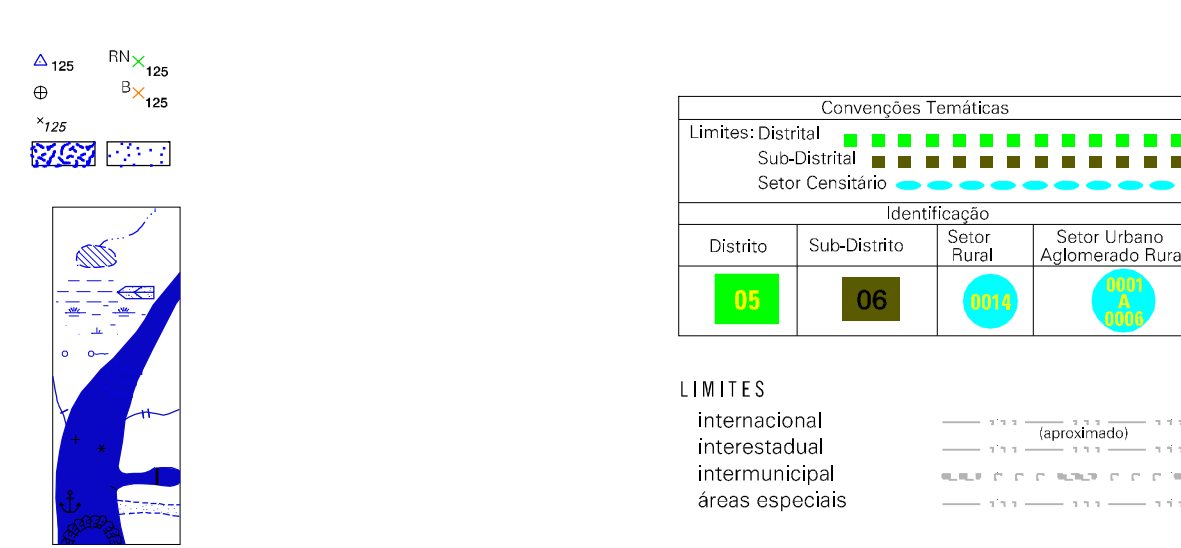 125
RN
125
B
125
125
Convenções Temáticas
Limites: Distrital
Sub-Distrital
Setor Censitário
Identificação
Distrito
Sub-Distrito
Setor
Rural
Setor Urbano
Aglomerado Rura
05
06
0014
0001
A
0006
LIMITES
internacional
(aproximado)
interestadual
intermunicipal
áreas especiais